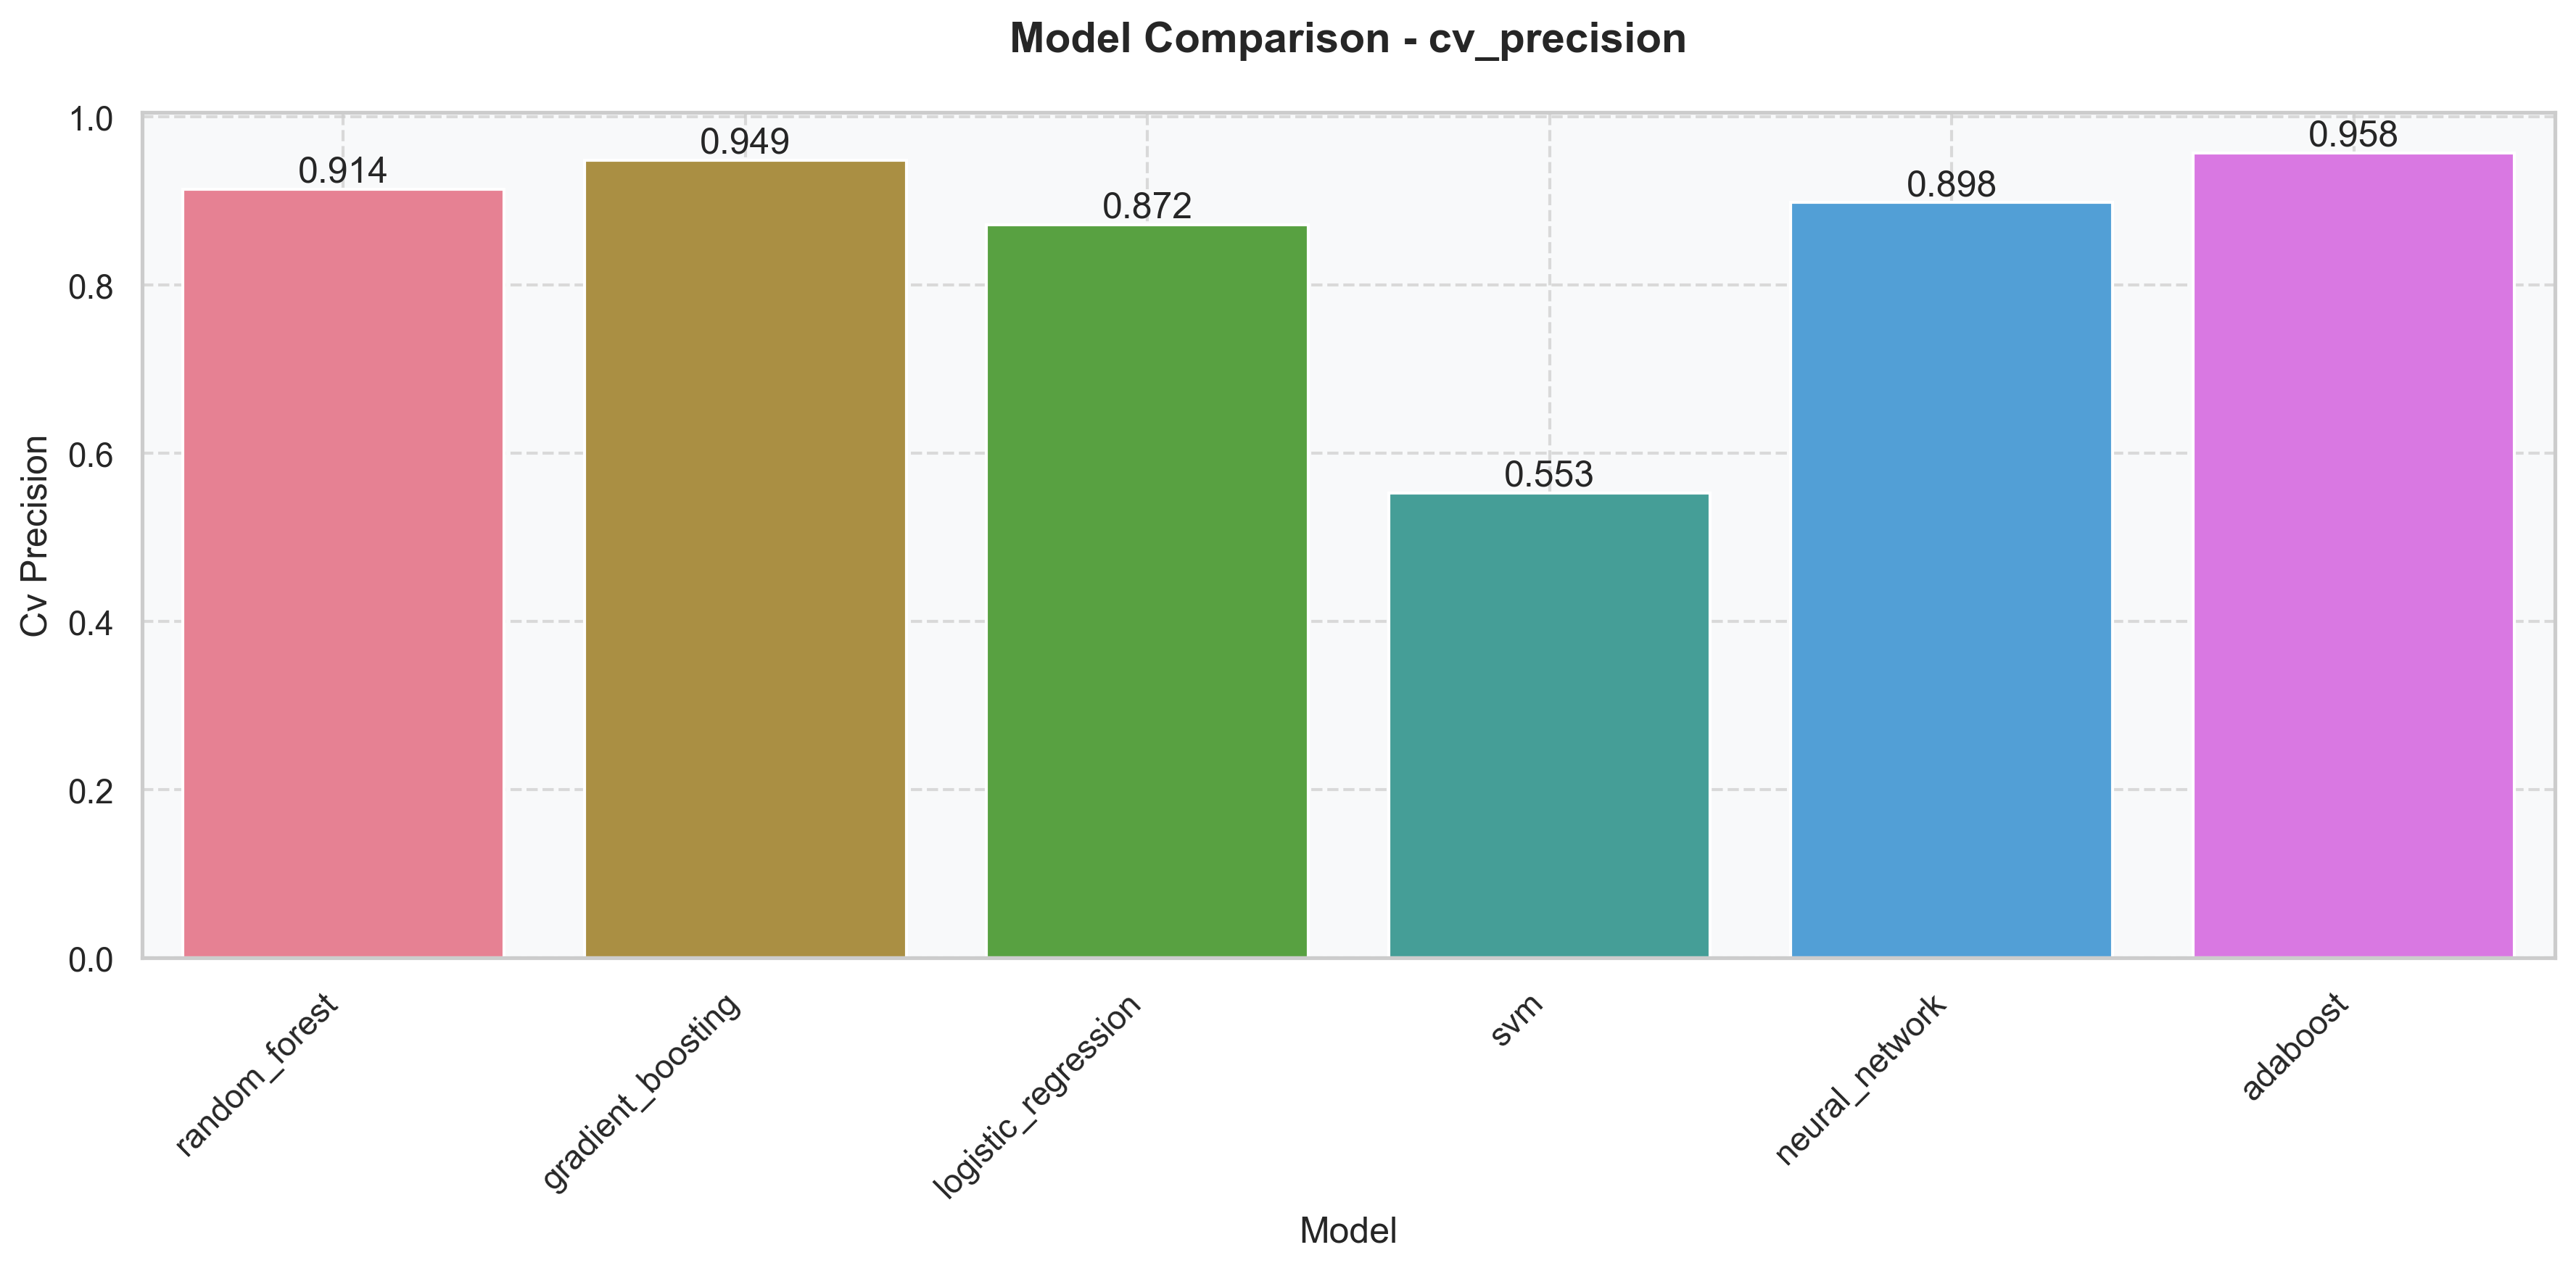 Model Comparison - cv_precision
Cv Precision
1.0
0.8
0.6
0.4
0.2
0.0
0.914
0.949
0.872
0.553
0.898
0.958
random_forest
gradient_boosting
logistic_regression
svm
neural_network
adaboost
Model